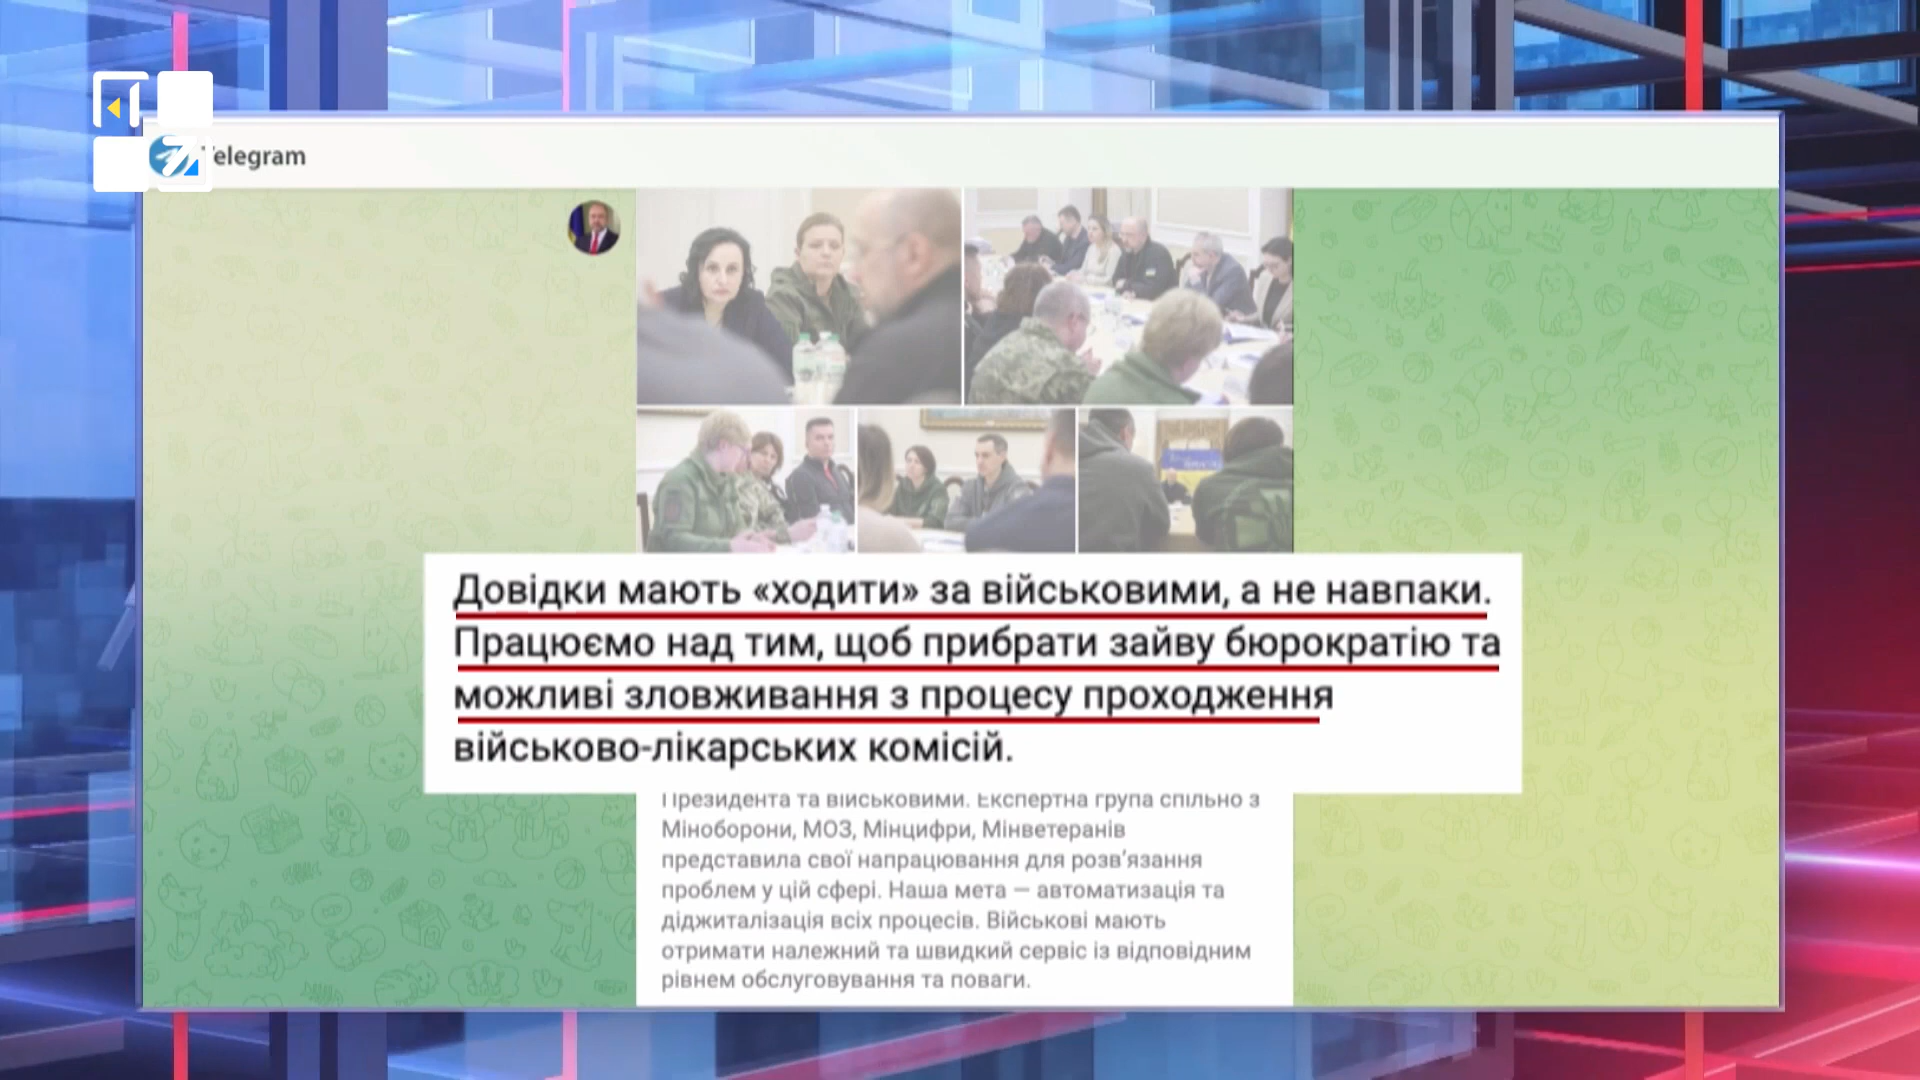 Telegram
Довідки мають «ходити» за військовими, а не навпаки.
Працюємо над тим, щоб прибрати зайву бюрократію та
можливі зловживання з процесу проходження
військово-лікарських комісій.
Президента та військовими. Експертна група спільно з
Міноборони, МОЗ, Мінцифри, Мінветеранів
представила свої напрацювання для розв’язання
проблем у цій сфері. Наша мета — автоматизація та
діджиталізація всіх процесів. Військові мають
отримати належний та швидкий сервіс із відповідним
рівнем обслуговування та поваги.